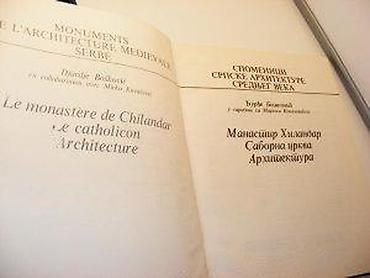 MONUMENTS
DE L'ARCHITECTURE MEDIEVALE
SERBE
Djurdje Bošković
en collaboration avec Mirko Kovačević
Le monastère de Chilandar
Le catholicon
Architecture
СПОМЕНИЦИ
СРПСКЕ АРХИТЕКТУРЕ
СРЕДЊЕГ ВЕКА
Ђурђе Бошковић
у сарадњи са Мирком Ковачевићем
Манастир Хиландар
Саборна црква
Архитектура